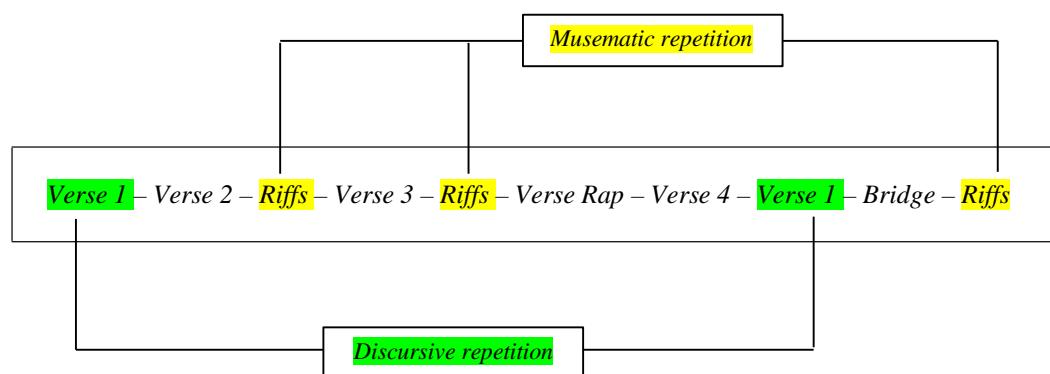 Musematic repetition
Verse 1 – Verse 2 – Riffs – Verse 3 – Riffs – Verse Rap – Verse 4 – Verse 1 – Bridge – Riffs
Discursive repetition